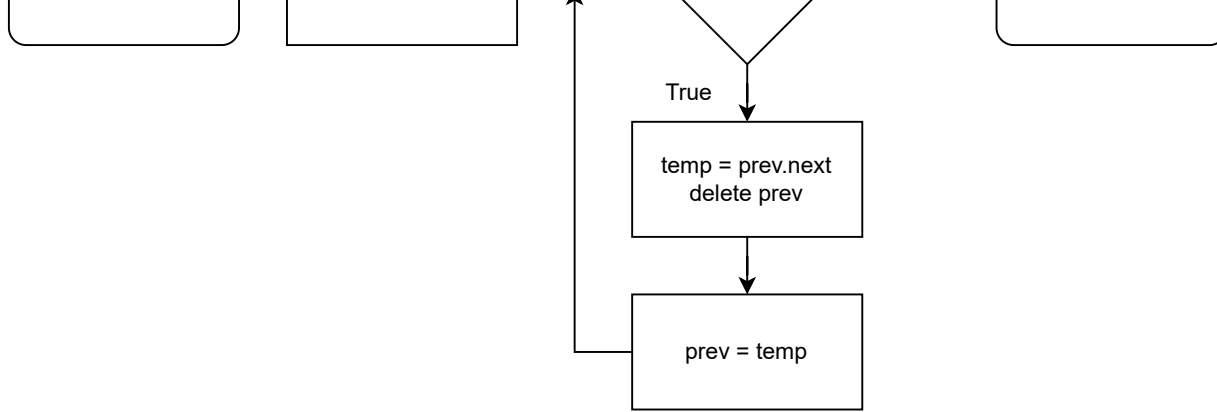 True
temp = prev.next
delete prev
prev = temp